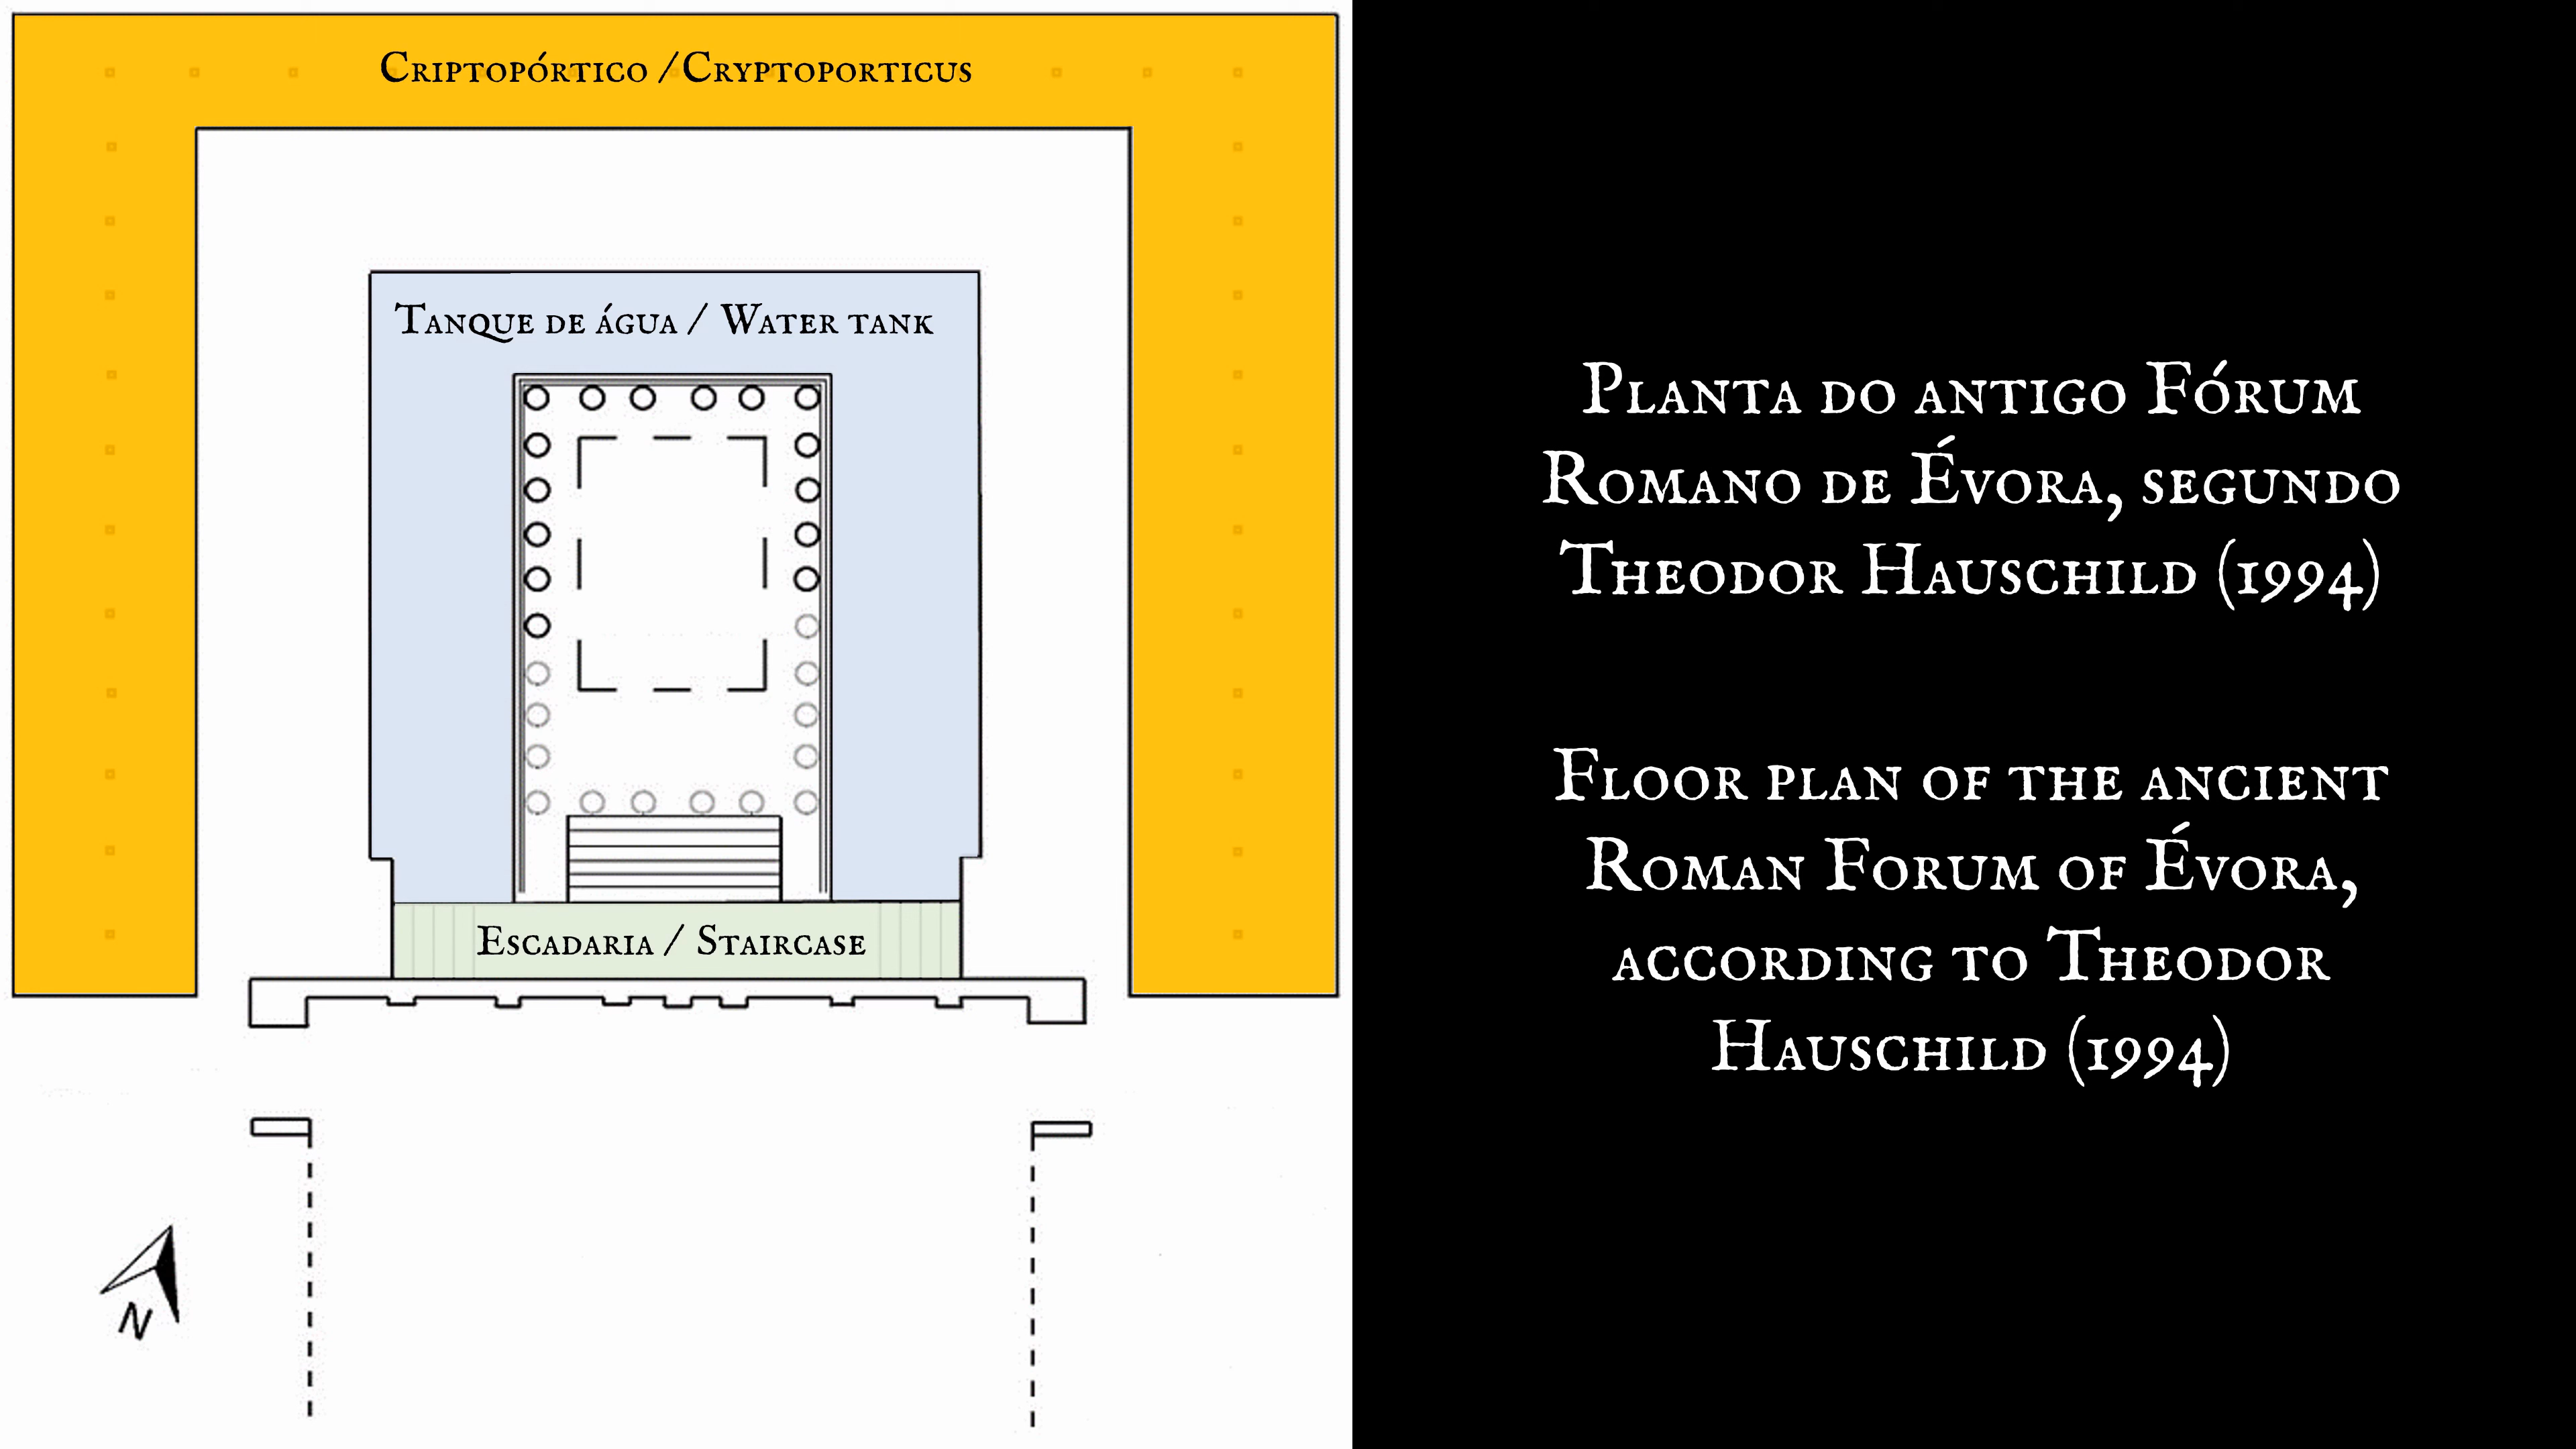 Criptopórtico / Cryptoporticus
Tanque de água / Water tank
Escadaria / Staircase
N
Planta do antigo Fórum
Romano de Évora, segundo
Theodor Hauschild (1994)
Floor plan of the ancient
Roman Forum of Évora,
according to Theodor
Hauschild (1994)